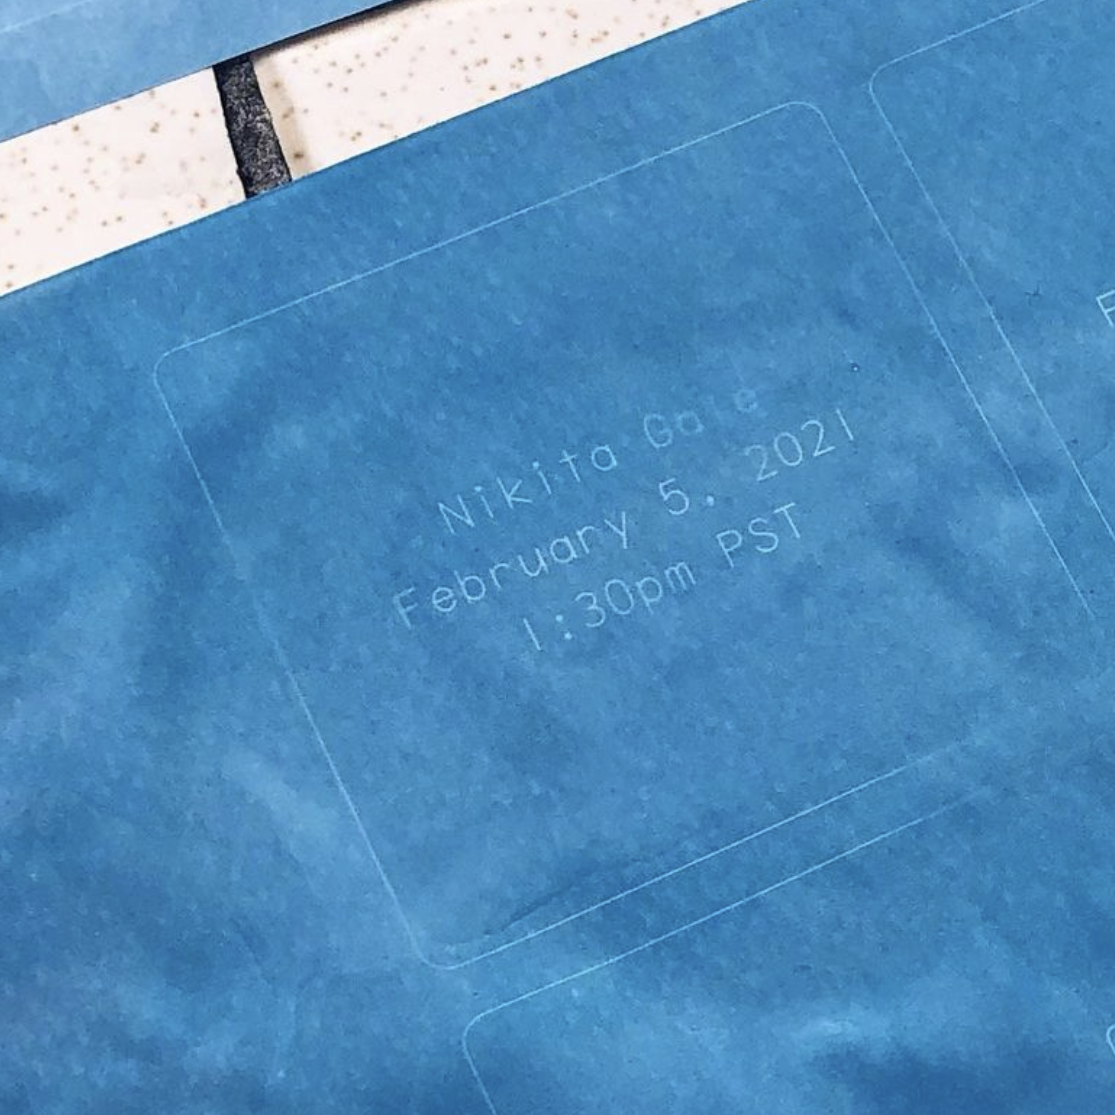 Nikita Gale
February 5, 2021
1:30pm PST